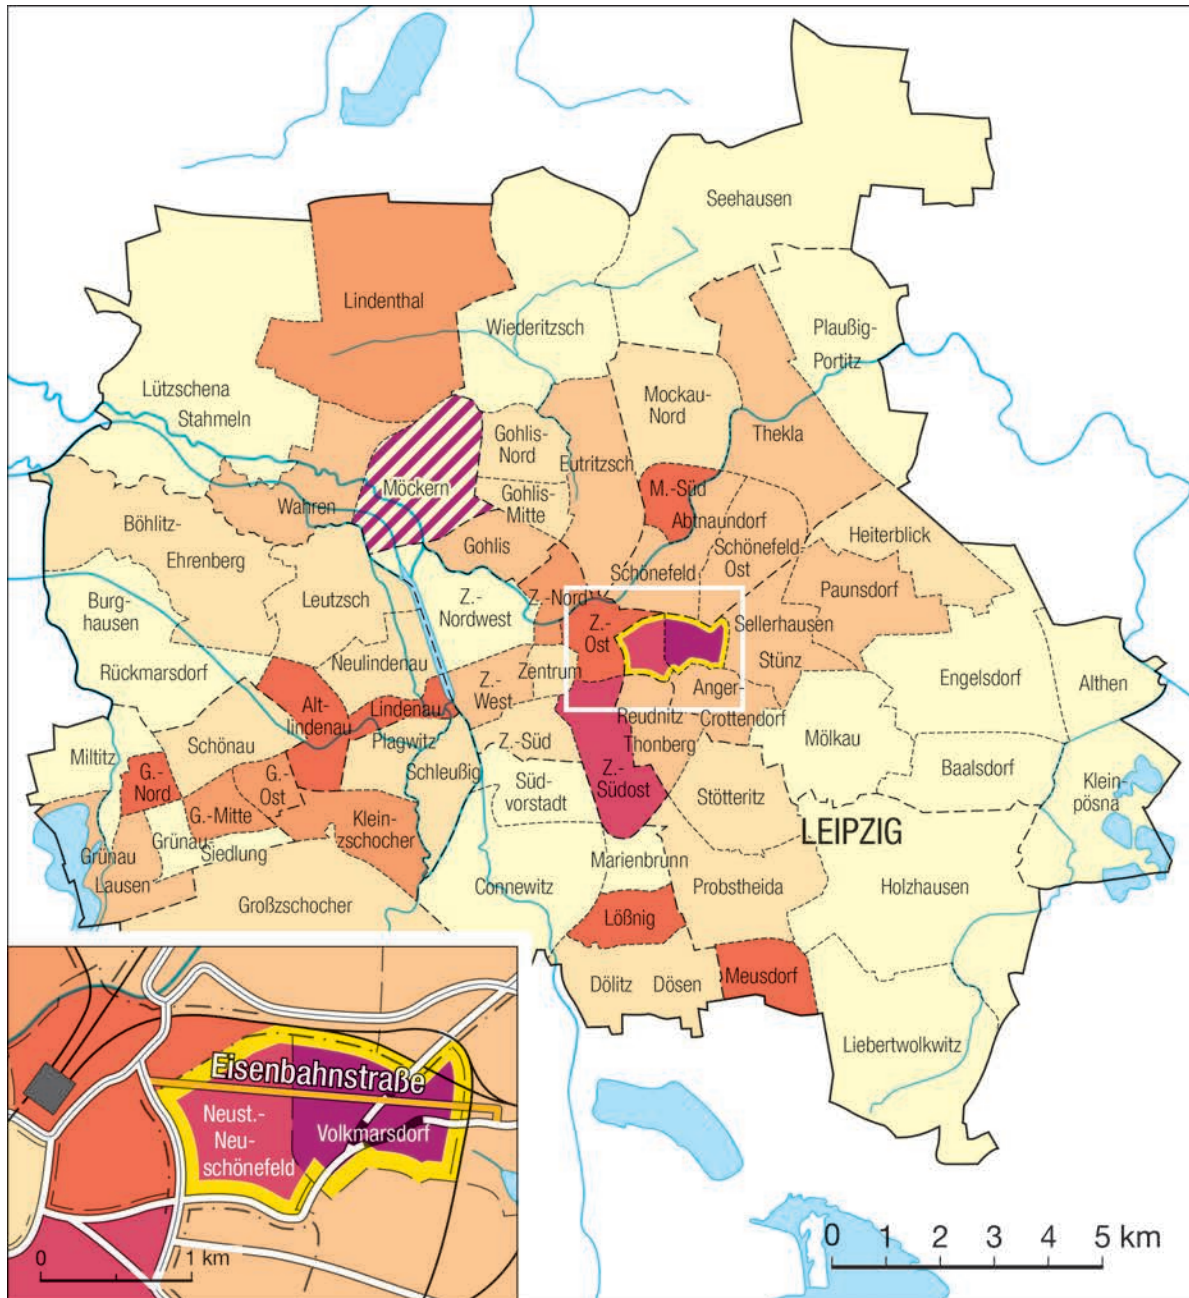 Seehausen
Lindenthal
Wiederitzsch
Plaußig-
Portitz
Lützschena
Stahmeln
Mockau-
Nord
Thekla
Gohlis-
Nord
Eutritzsch
Möckern
Gohlis-
Mitte
M.-Süd
Abtnaundorf
Wahren
Böhlitz-
Ehrenberg
Gohlis
Schönefeld-
Ost
Heiterblick
Schönefeld
Paunsdorf
Leutzsch
Burg-
hausen
Z.-
Nordwest
Z.-Nord
Z.-
Ost
Sellerhausen
Stünz
Neulindenau
Rückmarsdorf
Zentrum
Z.-
West
Anger-
Crottendorf
Engelsdorf
Althen
Alt-
lindenau
Lindenau
Reudnitz
Thonberg
Plagwitz
Schönau
Z.-Süd
Mölkau
Miltitz
Schleußig
Baalsdorf
G.-
Nord
G.-
Ost
Süd
vorstadt
Z.-
Südost
Stötteritz
Klein-
pösna
G.-Mitte
Klein-
zschocher
LEIPZIG
Grünau
Siedlung
Grünau
Lausen
Marienbrunn
Connewitz
Probstheida
Holzhausen
Großzschocher
Lößnig
Dölitz
Dösen
Meusdorf
Liebertwolkwitz
Eisenbahnstraße
Neust.-
Neu-
schönefeld
Volkmarsdorf
0 1 km
0 1 2 3 4 5 km